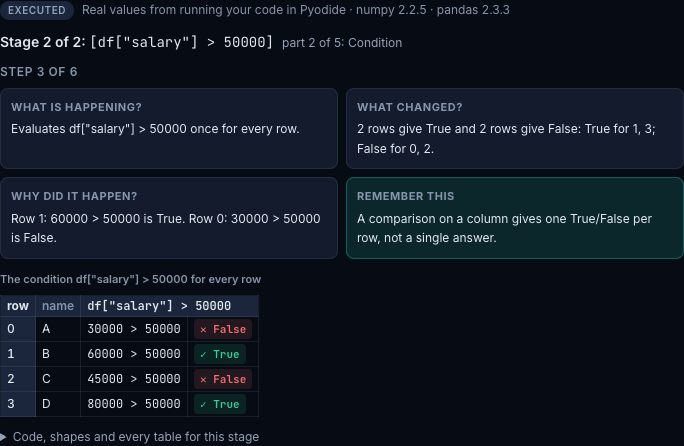 EXECUTED Real values from running your code in Pyodide · numpy 2.2.5 · pandas 2.3.3
Stage 2 of 2: [df["salary"] > 50000] part 2 of 5: Condition
STEP 3 OF 6
WHAT IS HAPPENING?
Evaluates df["salary"] > 50000 once for every row.
WHAT CHANGED?
2 rows give True and 2 rows give False: True for 1, 3;
False for 0, 2.
WHY DID IT HAPPEN?
Row 1: 60000 > 50000 is True. Row 0: 30000 > 50000
is False.
REMEMBER THIS
A comparison on a column gives one True/False per
row, not a single answer.
The condition df["salary"] > 50000 for every row
row name df["salary"] > 50000
0 A 30000 > 50000 × False
1 B 60000 > 50000 ✓ True
2 C 45000 > 50000 × False
3 D 80000 > 50000 ✓ True
▶ Code, shapes and every table for this stage